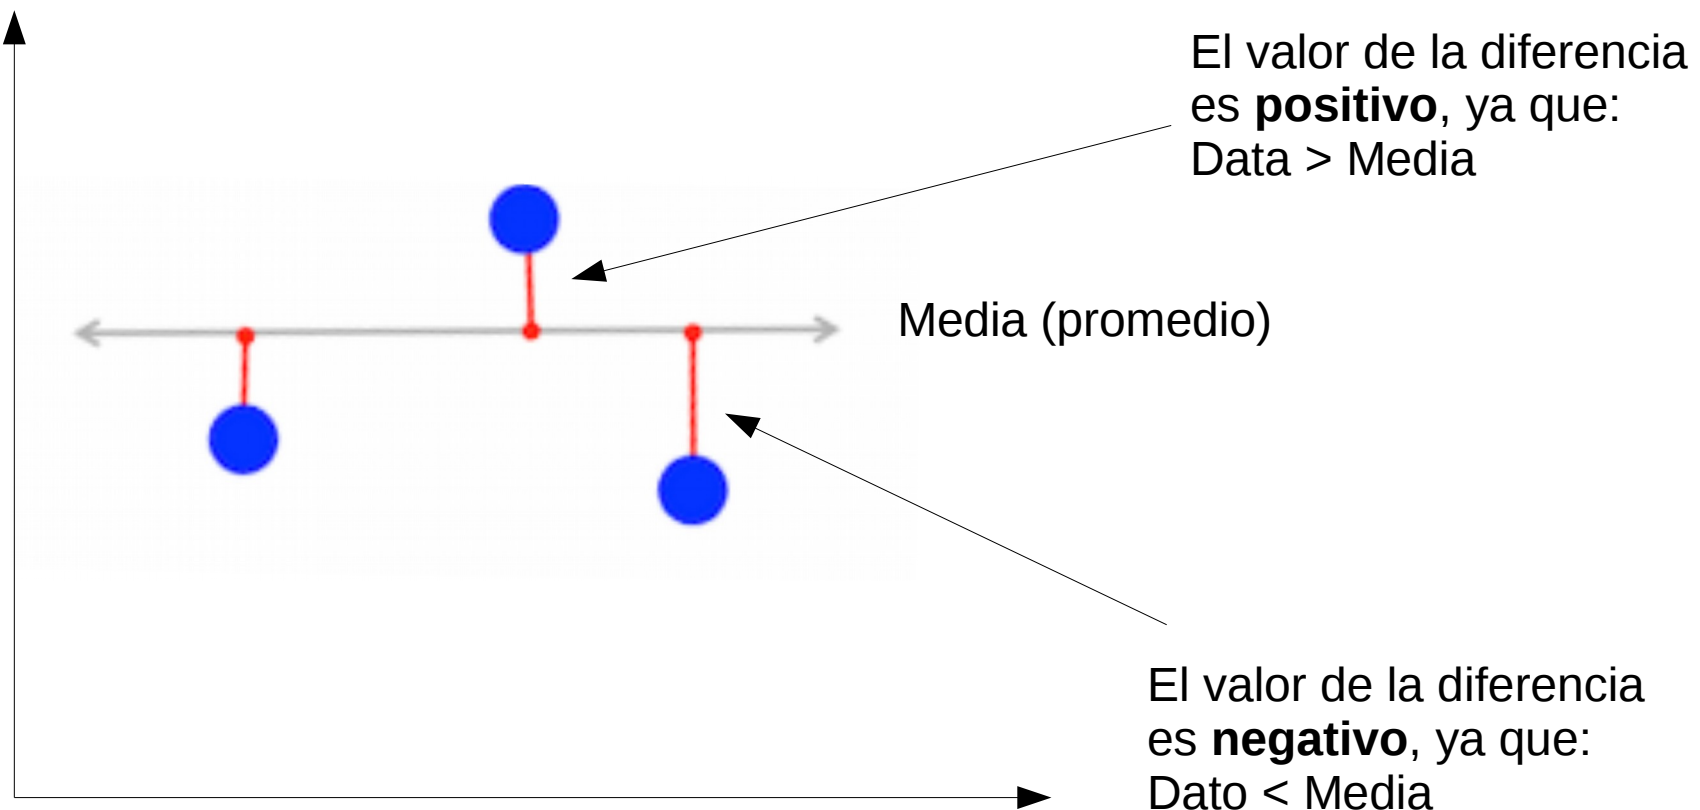 El valor de la diferencia
es positivo, ya que:
Data > Media
Media (promedio)
El valor de la diferencia
es negativo, ya que:
Dato < Media